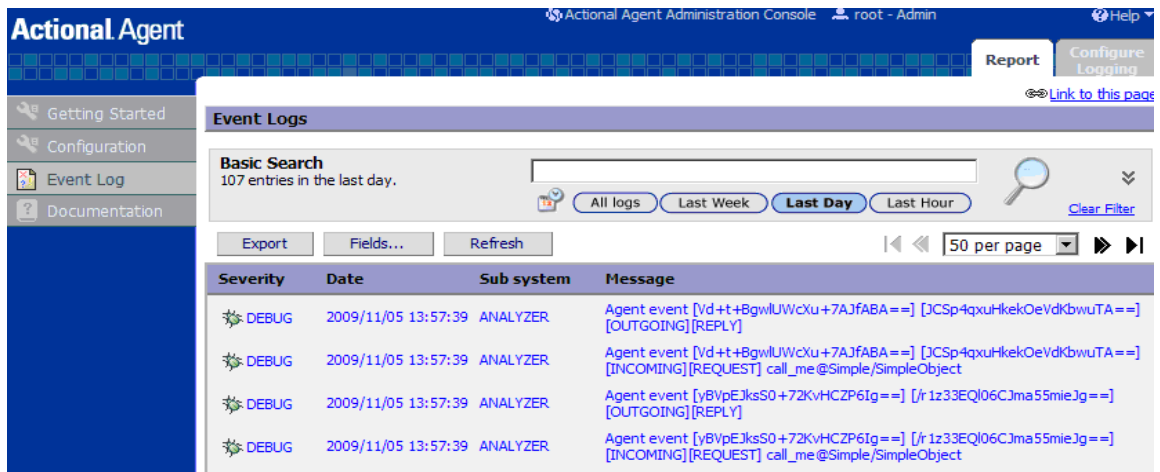 Actional Agent
Actional Agent Administration Console root - Admin Help
Report
Configure Logging
Link to this page
Getting Started
Configuration
Event Log
Documentation
Event Logs
Basic Search
107 entries in the last day.
All logs Last Week Last Day Last Hour
Clear Filter
Export Fields... Refresh 50 per page
Severity Date Sub system Message
DEBUG 2009/11/05 13:57:39 ANALYZER Agent event [Vd+t+BgwlUWcXu+7AJfABA==] [JCSp4qxuHkekOeVdKbwuTA==]
[OUTGOING][REPLY]
DEBUG 2009/11/05 13:57:39 ANALYZER Agent event [Vd+t+BgwlUWcXu+7AJfABA==] [JCSp4qxuHkekOeVdKbwuTA==]
[INCOMING][REQUEST] call_me@Simple/SimpleObject
DEBUG 2009/11/05 13:57:39 ANALYZER Agent event [yBVpEJksS0+72KvHCZP6Ig==] [/r1z33EQl06CJma55mieJg==]
[OUTGOING][REPLY]
DEBUG 2009/11/05 13:57:39 ANALYZER Agent event [yBVpEJksS0+72KvHCZP6Ig==] [/r1z33EQl06CJma55mieJg==]
[INCOMING][REQUEST] call_me@Simple/SimpleObject